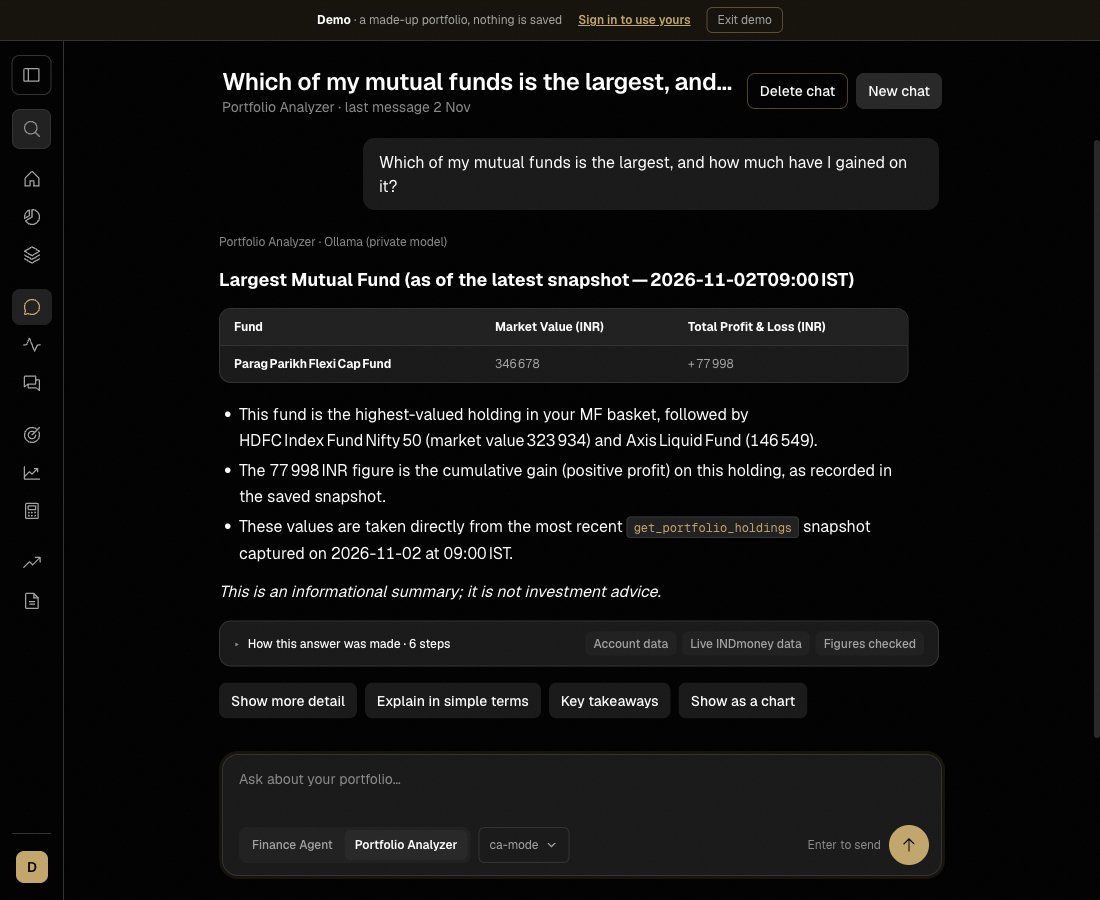 Demo · a made-up portfolio, nothing is saved Sign in to use yours Exit demo
Which of my mutual funds is the largest, and...
Portfolio Analyzer · last message 2 Nov
Delete chat
New chat
Which of my mutual funds is the largest, and how much have I gained on
it?
Portfolio Analyzer · Ollama (private model)
Largest Mutual Fund (as of the latest snapshot — 2026-11-02T09:00 IST)
Fund Market Value (INR) Total Profit & Loss (INR)
Parag Parikh Flexi Cap Fund 346 678 +77 998
• This fund is the highest-valued holding in your MF basket, followed by
HDFC Index Fund Nifty 50 (market value 323 934) and Axis Liquid Fund (146 549).
• The 77 998 INR figure is the cumulative gain (positive profit) on this holding, as recorded in
the saved snapshot.
• These values are taken directly from the most recent get_portfolio_holdings snapshot
captured on 2026-11-02 at 09:00 IST.
This is an informational summary; it is not investment advice.
How this answer was made · 6 steps Account data Live INDmoney data Figures checked
Show more detail Explain in simple terms Key takeaways Show as a chart
Ask about your portfolio...
Finance Agent Portfolio Analyzer ca-mode Enter to send
D